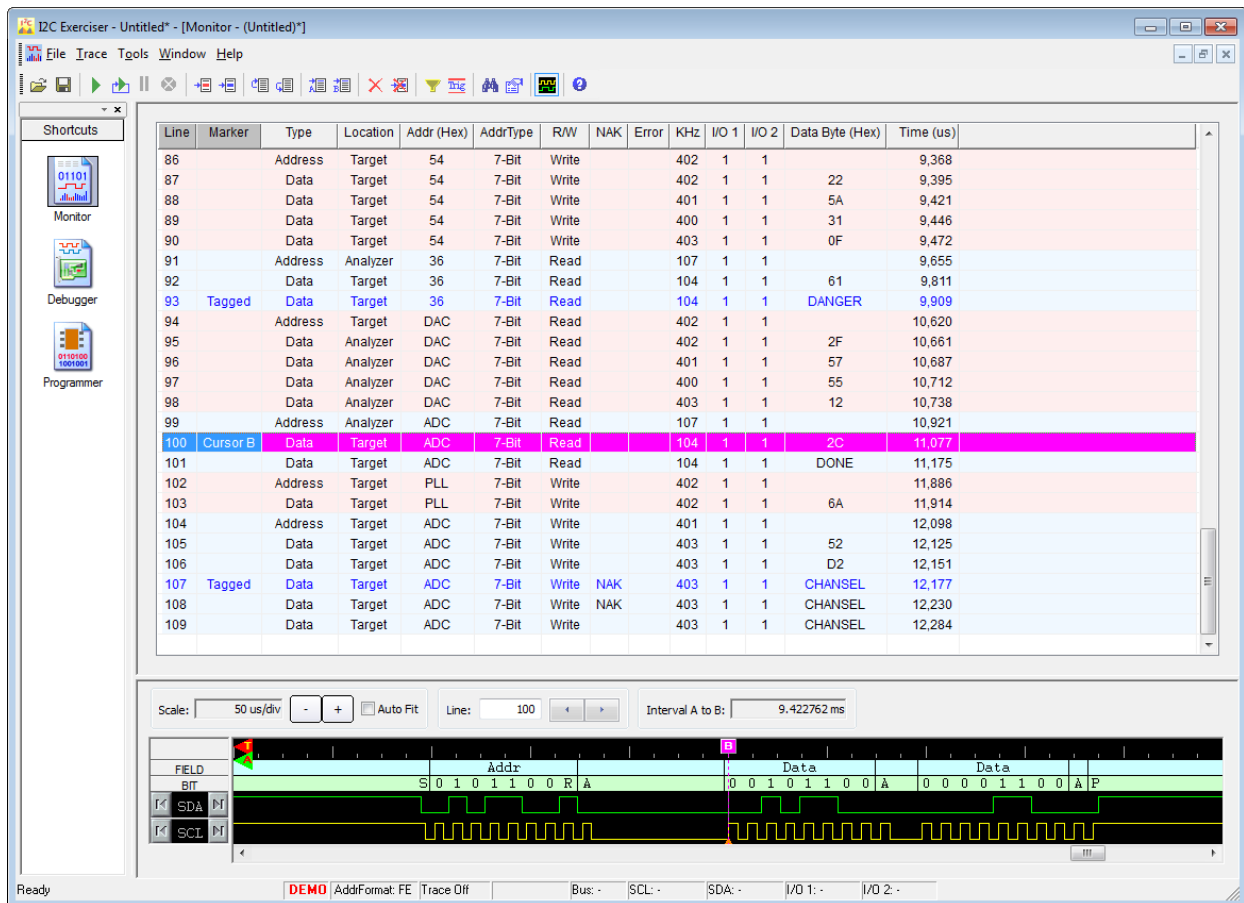 I2C Exerciser - Untitled* - [Monitor - (Untitled)*]
File Trace Tools Window Help
Shortcuts
Monitor
Debugger
Programmer
Line Marker Type Location Addr (Hex) AddrType R/W NAK Error KHz I/O 1 I/O 2 Data Byte (Hex) Time (us)
86 Address Target 54 7-Bit Write 402 1 1 9,368
87 Data Target 54 7-Bit Write 402 1 1 22 9,395
88 Data Target 54 7-Bit Write 401 1 1 5A 9,421
89 Data Target 54 7-Bit Write 400 1 1 31 9,446
90 Data Target 54 7-Bit Write 403 1 1 0F 9,472
91 Address Analyzer 36 7-Bit Read 107 1 1 9,655
92 Data Target 36 7-Bit Read 104 1 1 61 9,811
93 Tagged Data Target 36 7-Bit Read 104 1 1 DANGER 9,909
94 Address Target DAC 7-Bit Read 402 1 1 10,620
95 Data Analyzer DAC 7-Bit Read 402 1 1 2F 10,661
96 Data Analyzer DAC 7-Bit Read 401 1 1 57 10,687
97 Data Analyzer DAC 7-Bit Read 400 1 1 55 10,712
98 Data Analyzer DAC 7-Bit Read 403 1 1 12 10,738
99 Address Analyzer ADC 7-Bit Read 107 1 1 10,921
100 Cursor B Data Target ADC 7-Bit Read 104 1 1 2C 11,077
101 Data Target ADC 7-Bit Read 104 1 1 DONE 11,175
102 Address Target PLL 7-Bit Write 402 1 1 11,886
103 Data Target PLL 7-Bit Write 402 1 1 6A 11,914
104 Address Target ADC 7-Bit Write 401 1 1 12,098
105 Data Target ADC 7-Bit Write 403 1 1 52 12,125
106 Data Target ADC 7-Bit Write 403 1 1 D2 12,151
107 Tagged Data Target ADC 7-Bit Write NAK 403 1 1 CHANSEL 12,177
108 Data Target ADC 7-Bit Write NAK 403 1 1 CHANSEL 12,230
109 Data Target ADC 7-Bit Write 403 1 1 CHANSEL 12,284
Scale: 50 us/div - + Auto Fit Line: 100 Interval A to B: 9.422762 ms
T B
A
FIELD Addr Data Data
BIT S 0 1 0 1 1 0 0 R A 0 0 1 0 1 1 0 0 A 0 0 0 0 1 1 0 0 A P
SDA
SCL
Ready DEMO AddrFormat: FE Trace Off Bus: - SCL: - SDA: - I/O 1: - I/O 2: -